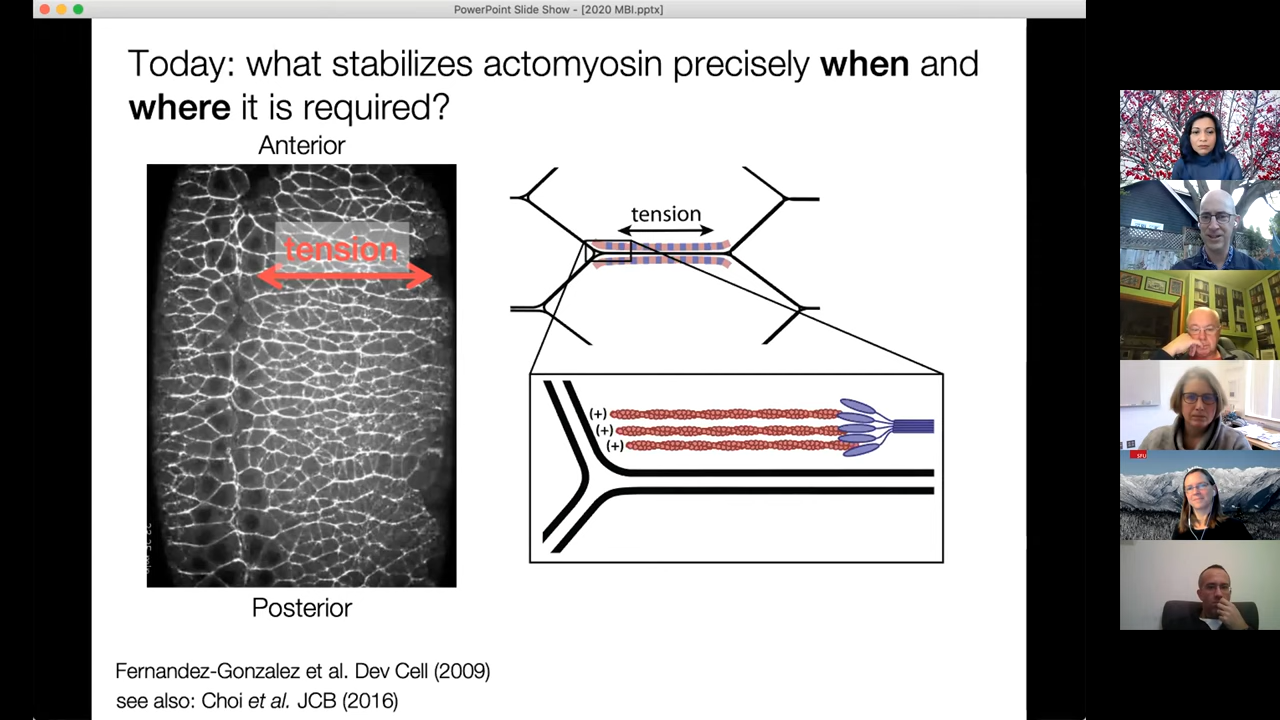 PowerPoint Slide Show - [2020 MBI.pptx]
Today: what stabilizes actomyosin precisely when and
where it is required?
Anterior
tension
tension
(+)
(+)
(+)
Posterior
Fernandez-Gonzalez et al. Dev Cell (2009)
see also: Choi et al. JCB (2016)
SFU